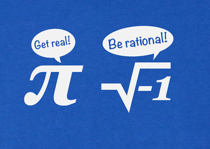 Get real!
Be rational!
π
√-1